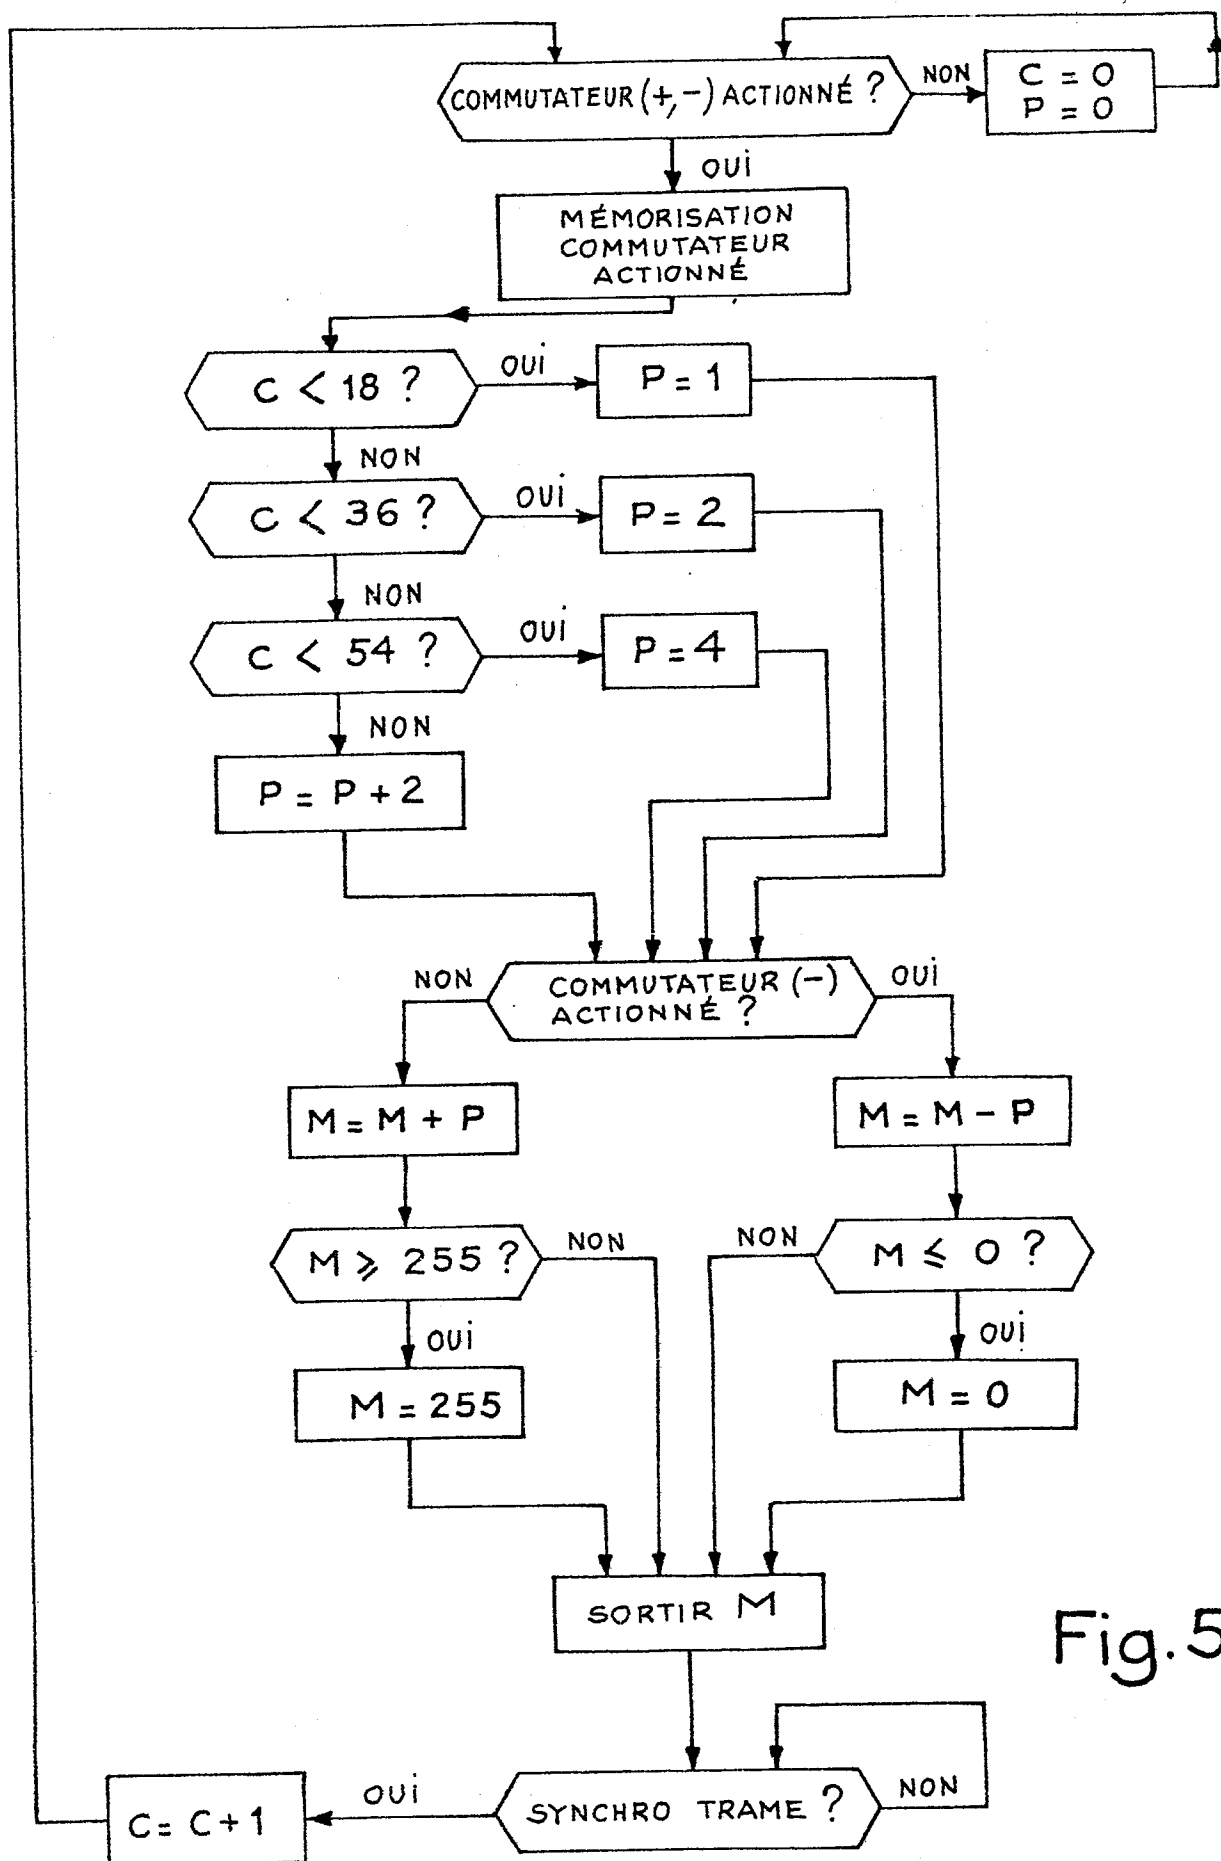 COMMUTATEUR (+,-) ACTIONNÉ ?
NON
C = 0
P = 0
OUi
MÉMORISATION
COMMUTATEUR
ACTIONNÉ
C < 18 ?
OUi
P = 1
NON
C < 36 ?
OUi
P = 2
NON
C < 54 ?
OUi
P = 4
NON
P = P + 2
NON
COMMUTATEUR (-)
ACTIONNÉ ?
OUi
M = M + P
M = M - P
M ⩾ 255 ?
NON
NON
M ⩽ 0 ?
OUi
OUi
M = 255
M = 0
SORTIR M
Fig. 5
C = C + 1
OUi
SYNCHRO TRAME ?
NON